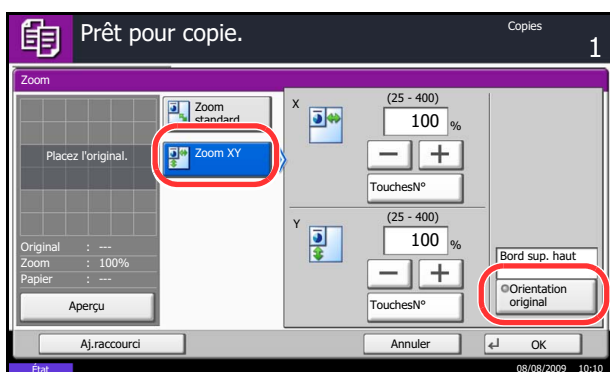 Prêt pour copie.
Copies
1
Zoom
Placez l'original.
Original : ---
Zoom : 100%
Papier : ---
Aperçu
Zoom
standard
Zoom XY
X
(25 - 400)
100 %
TouchesN°
Y
(25 - 400)
100 %
TouchesN°
Bord sup. haut
Orientation
original
Aj.raccourci
Annuler
OK
État
08/08/2009 10:10